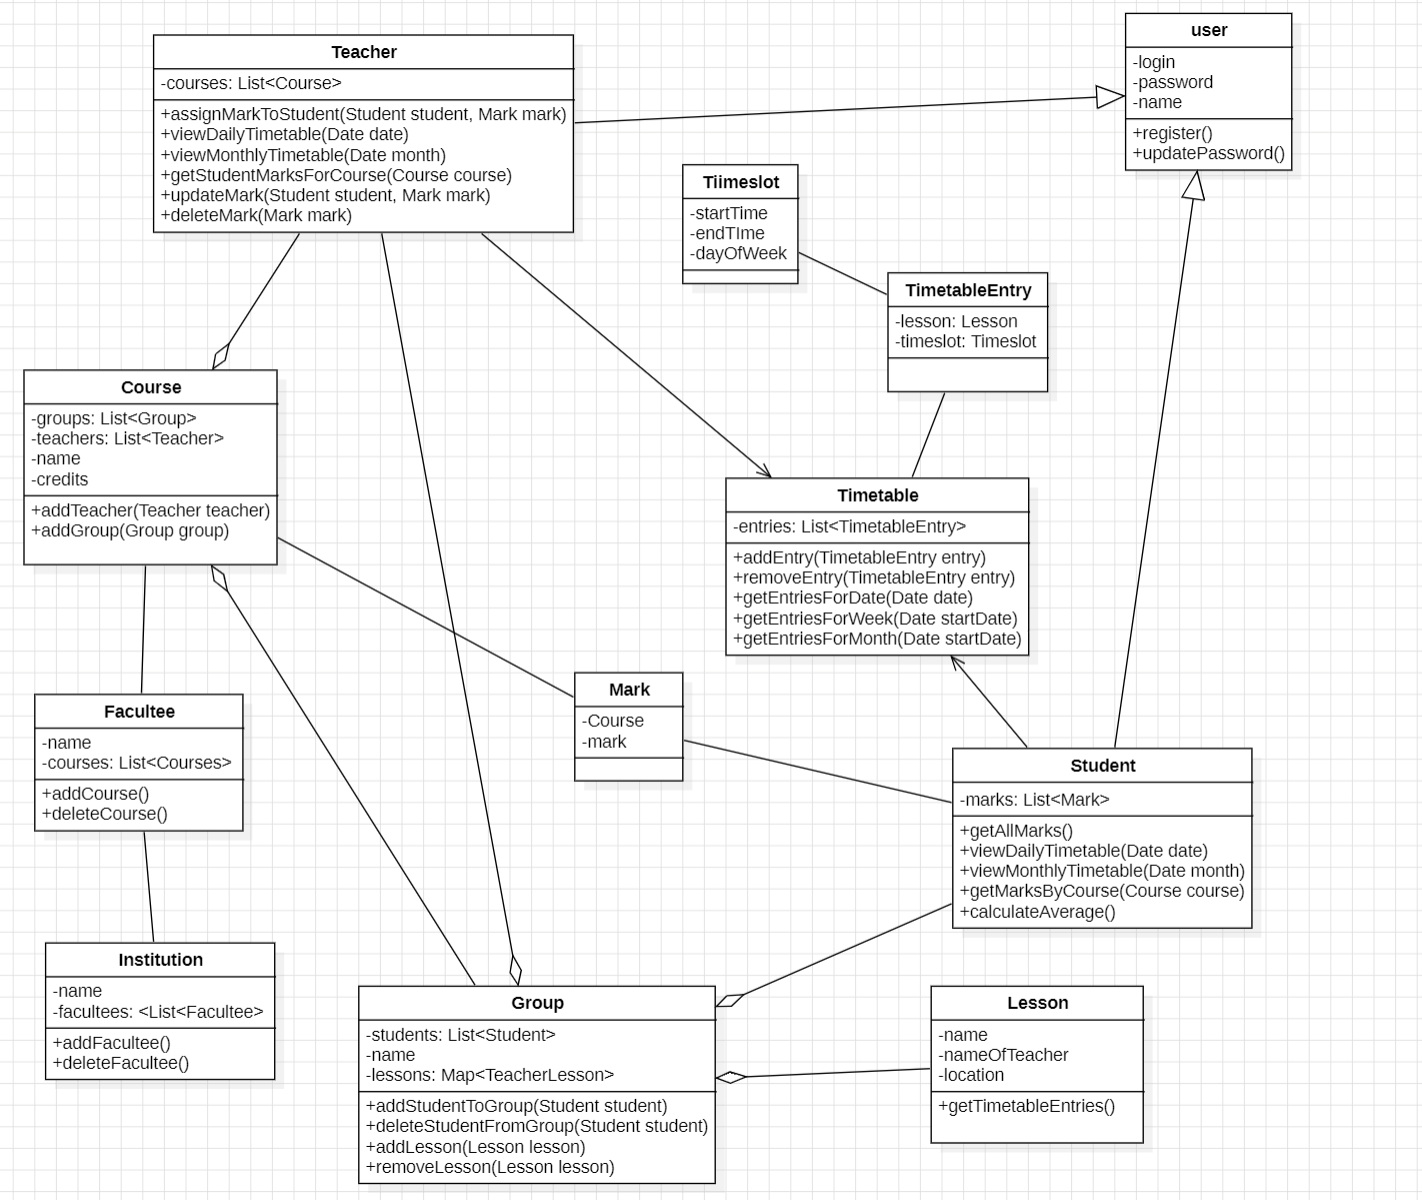 Teacher
-courses: List<Course>
+assignMarkToStudent(Student student, Mark mark)
+viewDailyTimetable(Date date)
+viewMonthlyTimetable(Date month)
+getStudentMarksForCourse(Course course)
+updateMark(Student student, Mark mark)
+deleteMark(Mark mark)
user
-login
-password
-name
+register()
+updatePassword()
Tiimeslot
-startTime
-endTIme
-dayOfWeek
TimetableEntry
-lesson: Lesson
-timeslot: Timeslot
Course
-groups: List<Group>
-teachers: List<Teacher>
-name
-credits
+addTeacher(Teacher teacher)
+addGroup(Group group)
Timetable
-entries: List<TimetableEntry>
+addEntry(TimetableEntry entry)
+removeEntry(TimetableEntry entry)
+getEntriesForDate(Date date)
+getEntriesForWeek(Date startDate)
+getEntriesForMonth(Date startDate)
Mark
-Course
-mark
Facultee
-name
-courses: List<Courses>
+addCourse()
+deleteCourse()
Student
-marks: List<Mark>
+getAllMarks()
+viewDailyTimetable(Date date)
+viewMonthlyTimetable(Date month)
+getMarksByCourse(Course course)
+calculateAverage()
Institution
-name
-facultees: <List<Facultee>
+addFacultee()
+deleteFacultee()
Group
-students: List<Student>
-name
-lessons: Map<TeacherLesson>
+addStudentToGroup(Student student)
+deleteStudentFromGroup(Student student)
+addLesson(Lesson lesson)
+removeLesson(Lesson lesson)
Lesson
-name
-nameOfTeacher
-location
+getTimetableEntries()